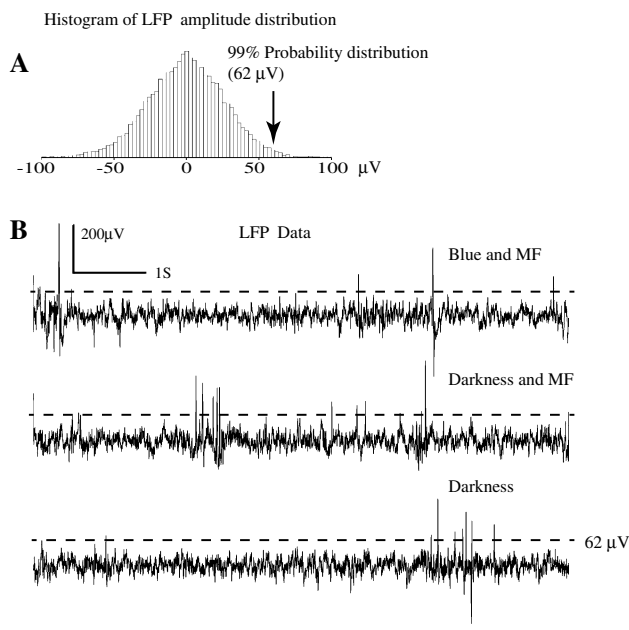 Histogram of LFP amplitude distribution
A
99% Probability distribution
(62 µV)
-100 -50 0 50 100 µV
B
200µV
LFP Data
1S
Blue and MF
Darkness and MF
Darkness
62 µV